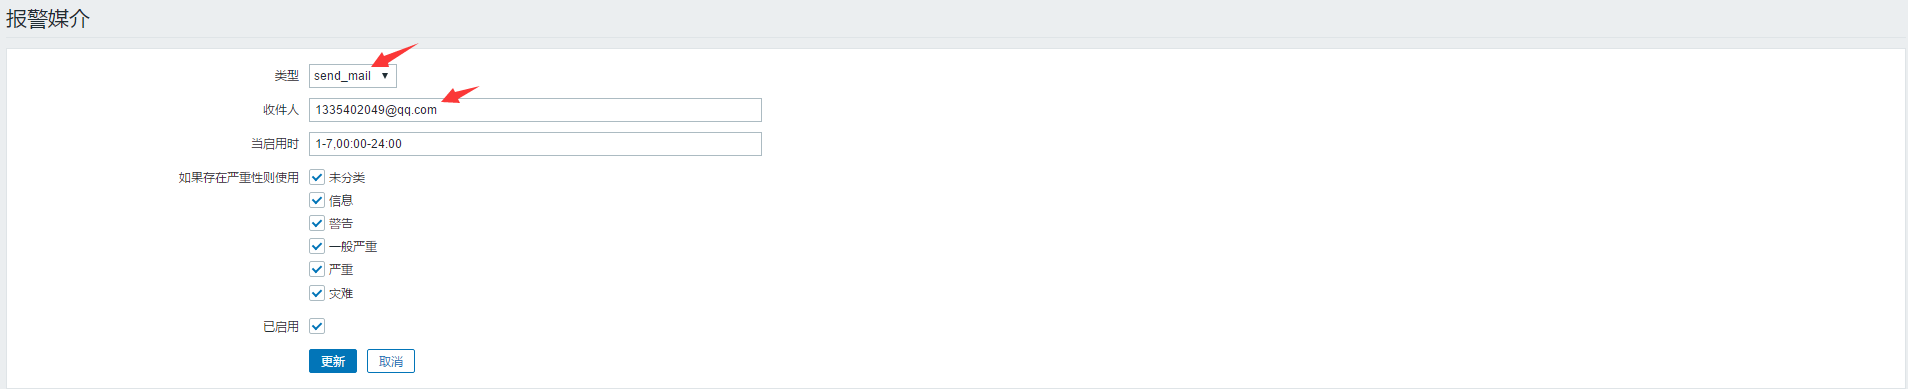 报警媒介
类型 send_mail
收件人 1335402049@qq.com
当启用时 1-7,00:00-24:00
如果存在严重性则使用 未分类
信息
警告
一般严重
严重
灾难
已启用
更新 取消